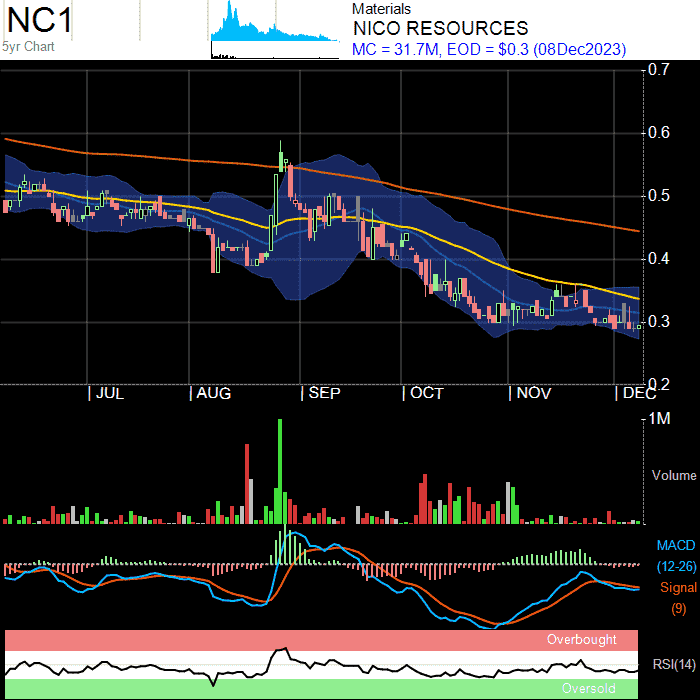 NC1
5yr Chart
Materials
NICO RESOURCES
MC = 31.7M, EOD = $0.3 (08Dec2023)
0.7
0.6
0.5
0.4
0.3
0.2
| JUL | AUG | SEP | OCT | NOV | DEC
1M
Volume
MACD
(12-26)
Signal
(9)
Overbought
RSI(14)
Oversold